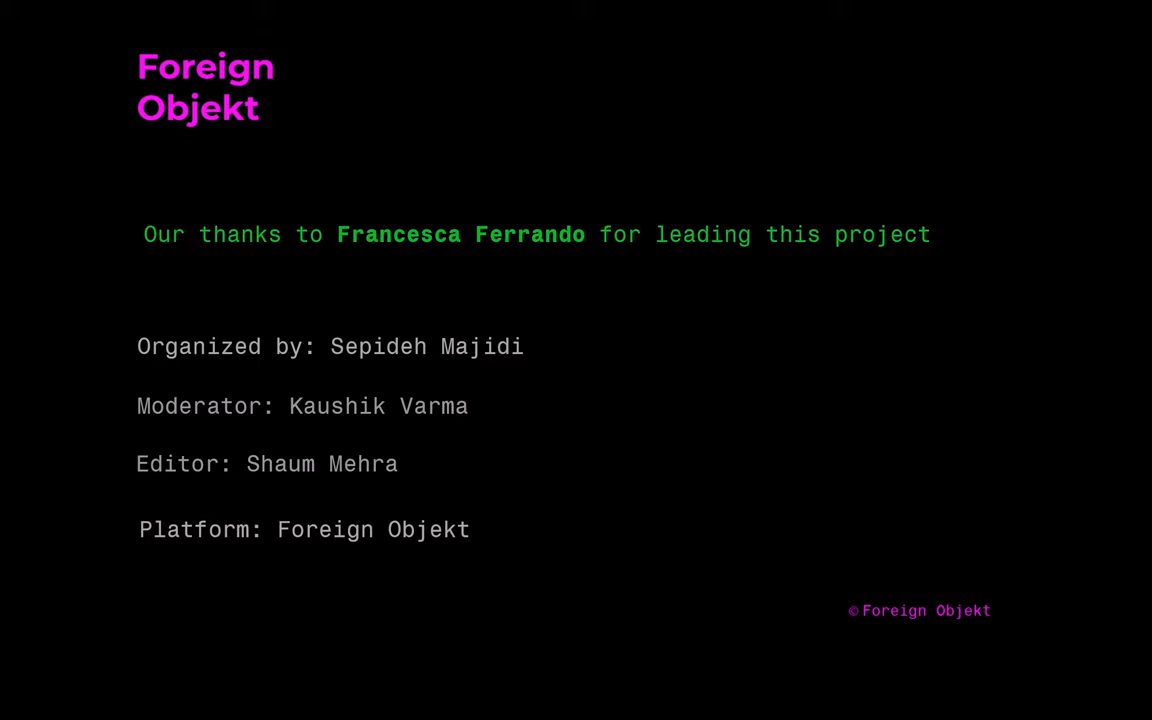 Foreign
Objekt
Our thanks to Francesca Ferrando for leading this project
Organized by: Sepideh Majidi
Moderator: Kaushik Varma
Editor: Shaum Mehra
Platform: Foreign Objekt
©Foreign Objekt